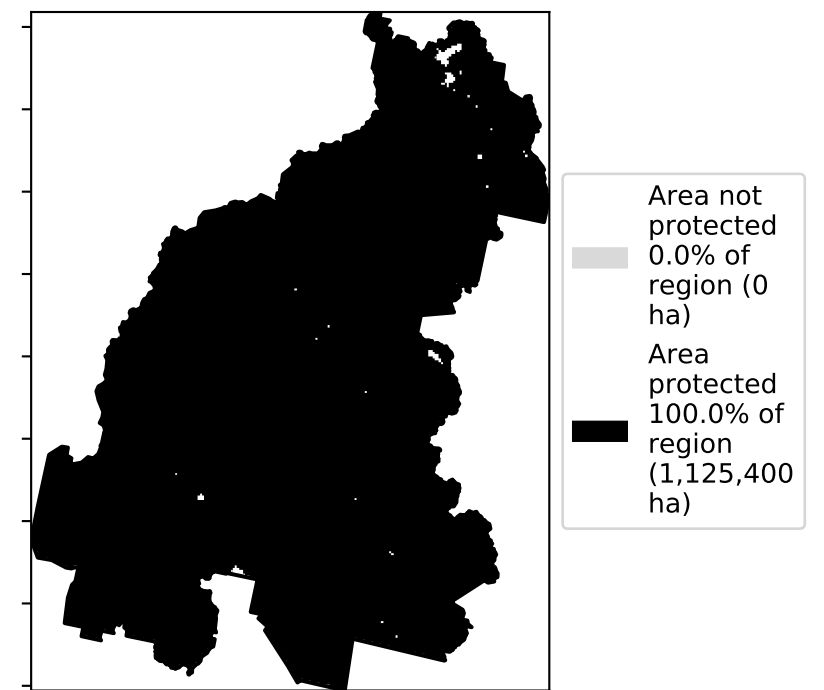 Area not
protected
0.0% of
region (0
ha)
Area
protected
100.0% of
region
(1,125,400
ha)